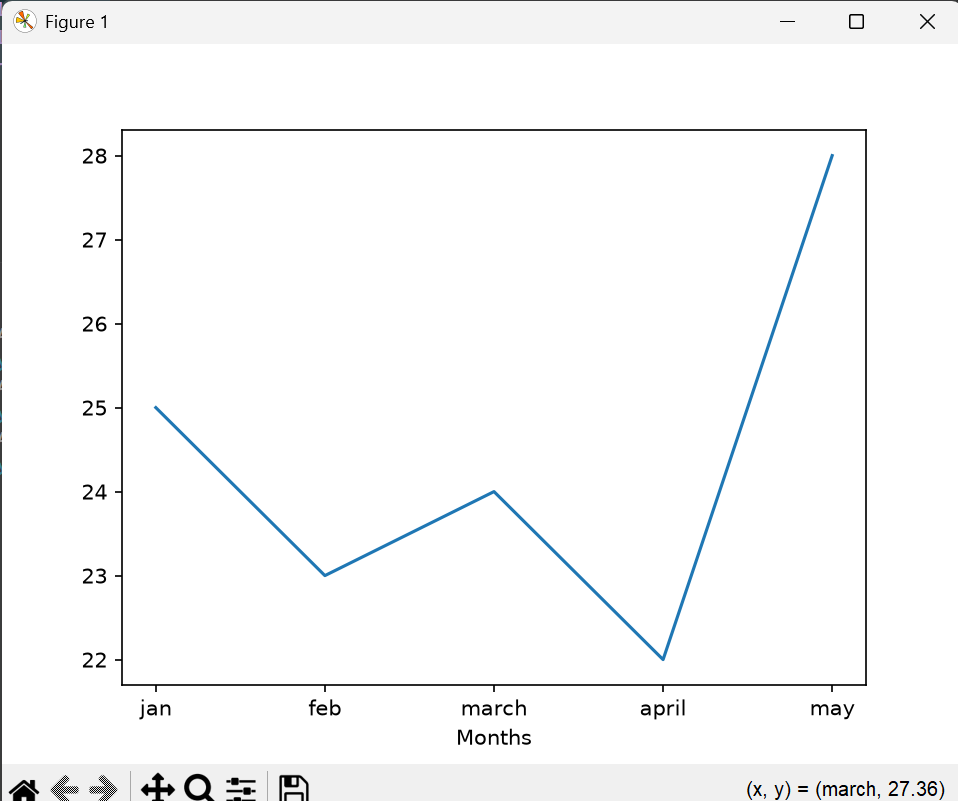 Figure 1
28
27
26
25
24
23
22
jan feb march april may
Months
(x, y) = (march, 27.36)